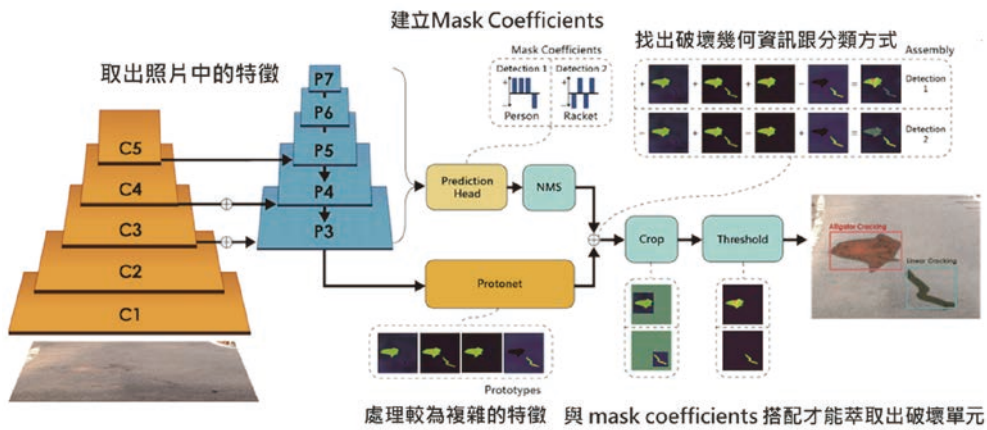 建立Mask Coefficients
取出照片中的特徵
找出破壞幾何資訊跟分類方式
Mask Coefficients
Detection 1
Detection 2
Person
Racket
Assembly
Detection 1
Detection 2
P7
P6
P5
P4
P3
C5
C4
C3
C2
C1
Prediction Head
NMS
Crop
Threshold
Protonet
Alligator Cracking
Linear Cracking
Prototypes
處理較為複雜的特徵
與 mask coefficients 搭配才能萃取出破壞單元